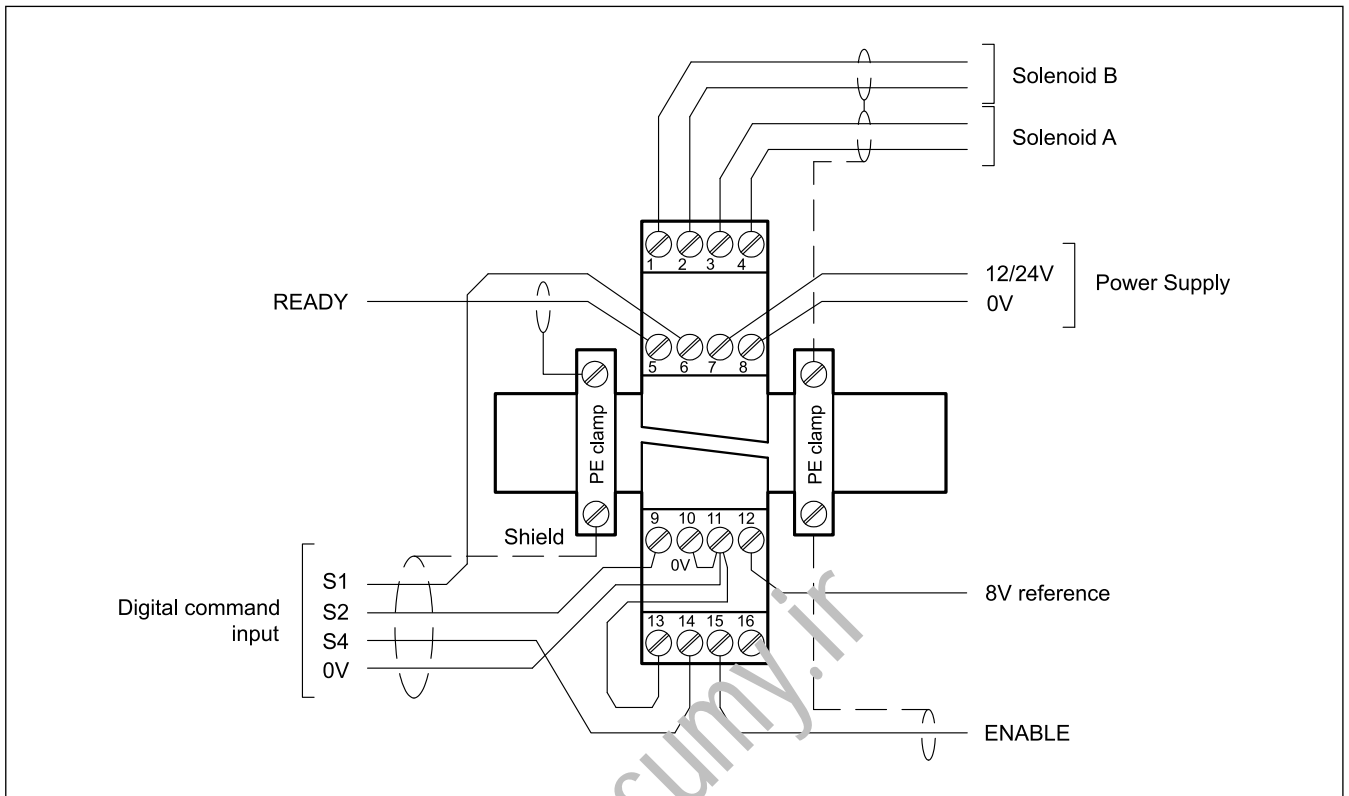 Solenoid B
Solenoid A
1 2 3 4
12/24V
Power Supply
READY
0V
5 6 7 8
PE clamp
PE clamp
9 10 11 12
Shield
0V
S1
8V reference
Digital command
input
S2
13 14 15 16
S4
0V
ENABLE
sumy.ir